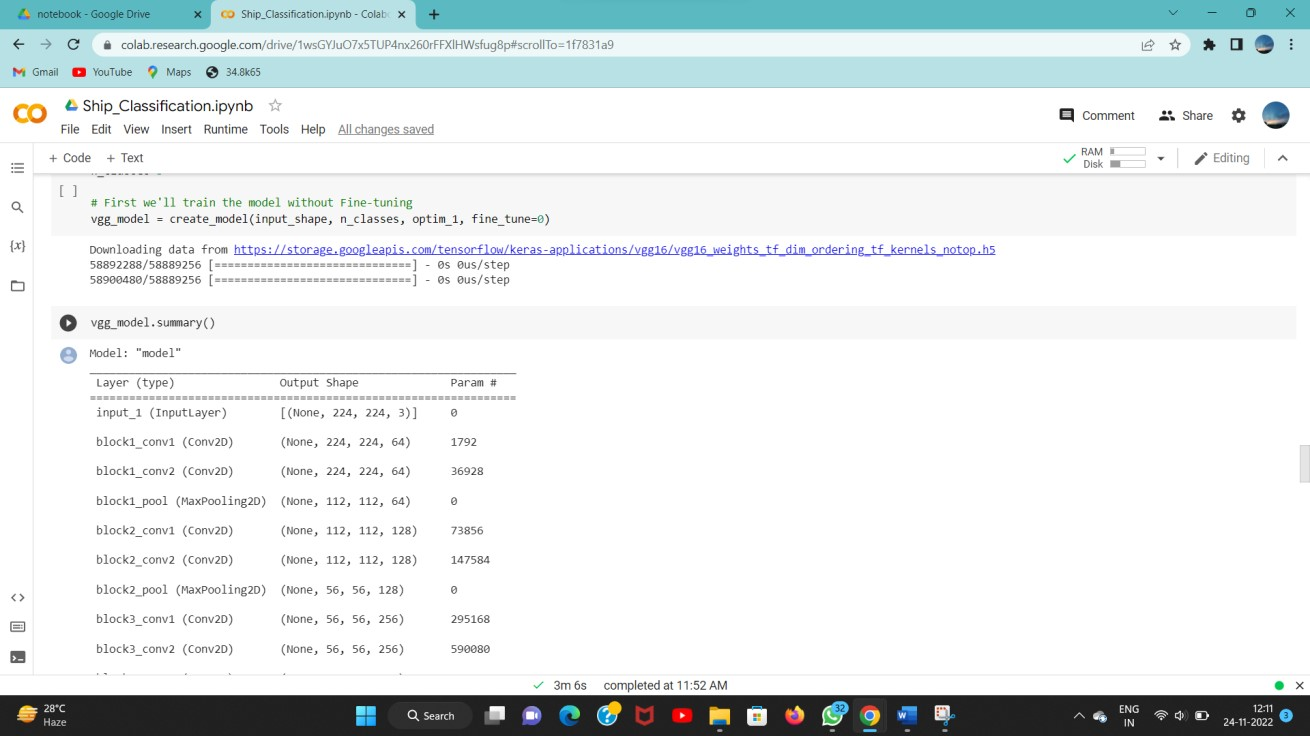 notebook - Google Drive
Ship_Classification.ipynb - Colab
colab.research.google.com/drive/1wsGYJuO7x5TUP4nx260rFFXlHWsfug8p#scrollTo=1f7831a9
Gmail YouTube Maps 34.8k65
Ship_Classification.ipynb
Comment Share
File Edit View Insert Runtime Tools Help All changes saved
+ Code + Text
RAM
Disk
Editing
[ ]
# First we'll train the model without Fine-tuning
vgg_model = create_model(input_shape, n_classes, optim_1, fine_tune=0)
Downloading data from https://storage.googleapis.com/tensorflow/keras-applications/vgg16/vgg16_weights_tf_dim_ordering_tf_kernels_notop.h5
58892288/58889256 [==============================] - 0s 0us/step
58900480/58889256 [==============================] - 0s 0us/step
{x}
vgg_model.summary()
Model: "model"
Layer (type) Output Shape Param #
=================================================================
input_1 (InputLayer) [(None, 224, 224, 3)] 0
block1_conv1 (Conv2D) (None, 224, 224, 64) 1792
block1_conv2 (Conv2D) (None, 224, 224, 64) 36928
block1_pool (MaxPooling2D) (None, 112, 112, 64) 0
block2_conv1 (Conv2D) (None, 112, 112, 128) 73856
block2_conv2 (Conv2D) (None, 112, 112, 128) 147584
block2_pool (MaxPooling2D) (None, 56, 56, 128) 0
block3_conv1 (Conv2D) (None, 56, 56, 256) 295168
block3_conv2 (Conv2D) (None, 56, 56, 256) 590080
3m 6s completed at 11:52 AM
28°C
Haze
Search
32
ENG
IN
12:11
24-11-2022
3